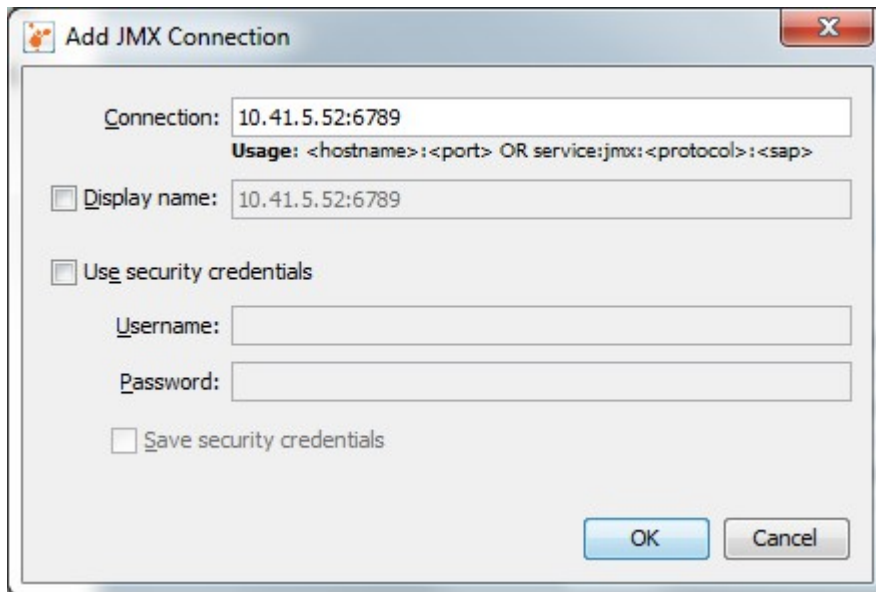 Add JMX Connection
Connection: 10.41.5.52:6789
Usage: <hostname>:<port> OR service:jmx:<protocol>:<sap>
Display name: 10.41.5.52:6789
Use security credentials
Username:
Password:
Save security credentials
OK Cancel